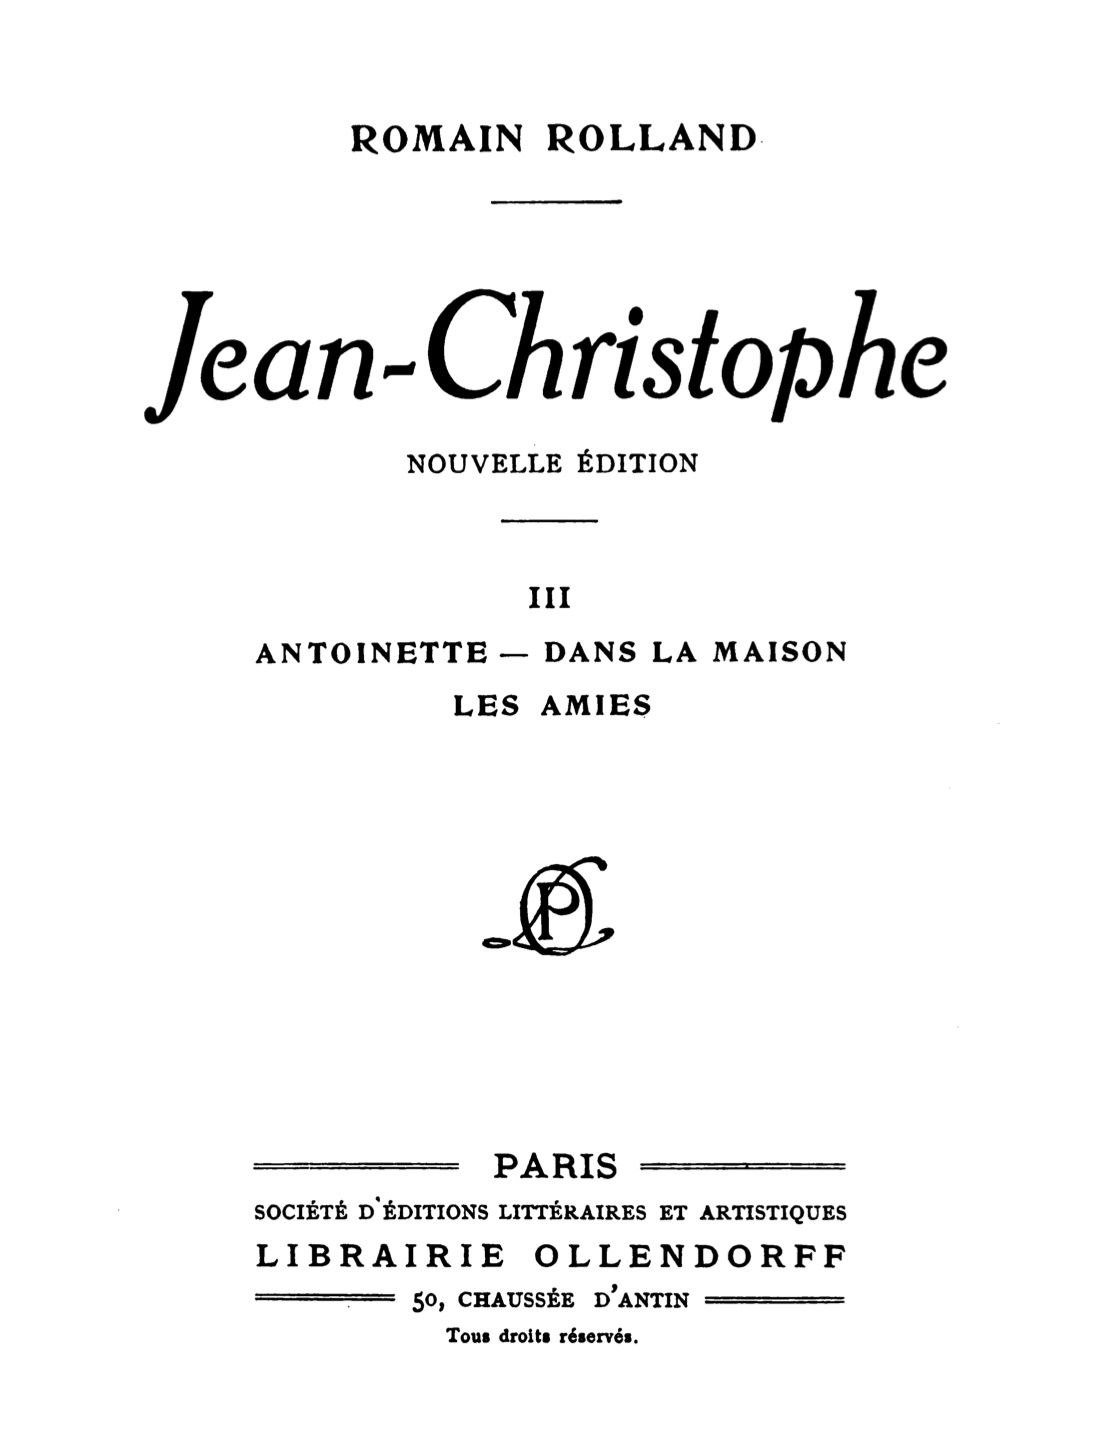 ROMAIN ROLLAND
Jean-Christophe
NOUVELLE ÉDITION
III
ANTOINETTE — DANS LA MAISON
LES AMIES
PARIS
SOCIÉTÉ D'ÉDITIONS LITTÉRAIRES ET ARTISTIQUES
LIBRAIRIE OLLENDORFF
50, CHAUSSÉE D'ANTIN
Tous droits réservés.